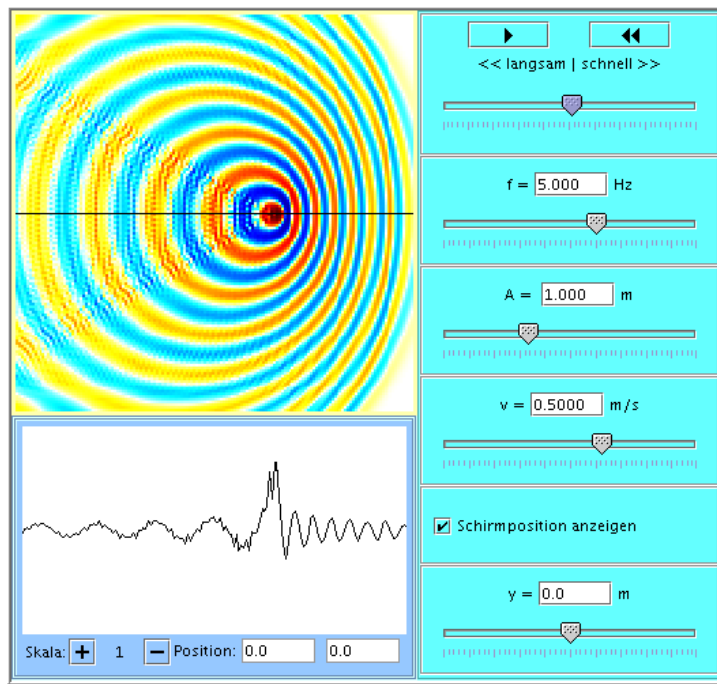 << langsam | schnell >>
f = 5.000 Hz
A = 1.000 m
v = 0.5000 m/s
Schirmposition anzeigen
y = 0.0 m
Skala: + 1 − Position: 0.0 0.0